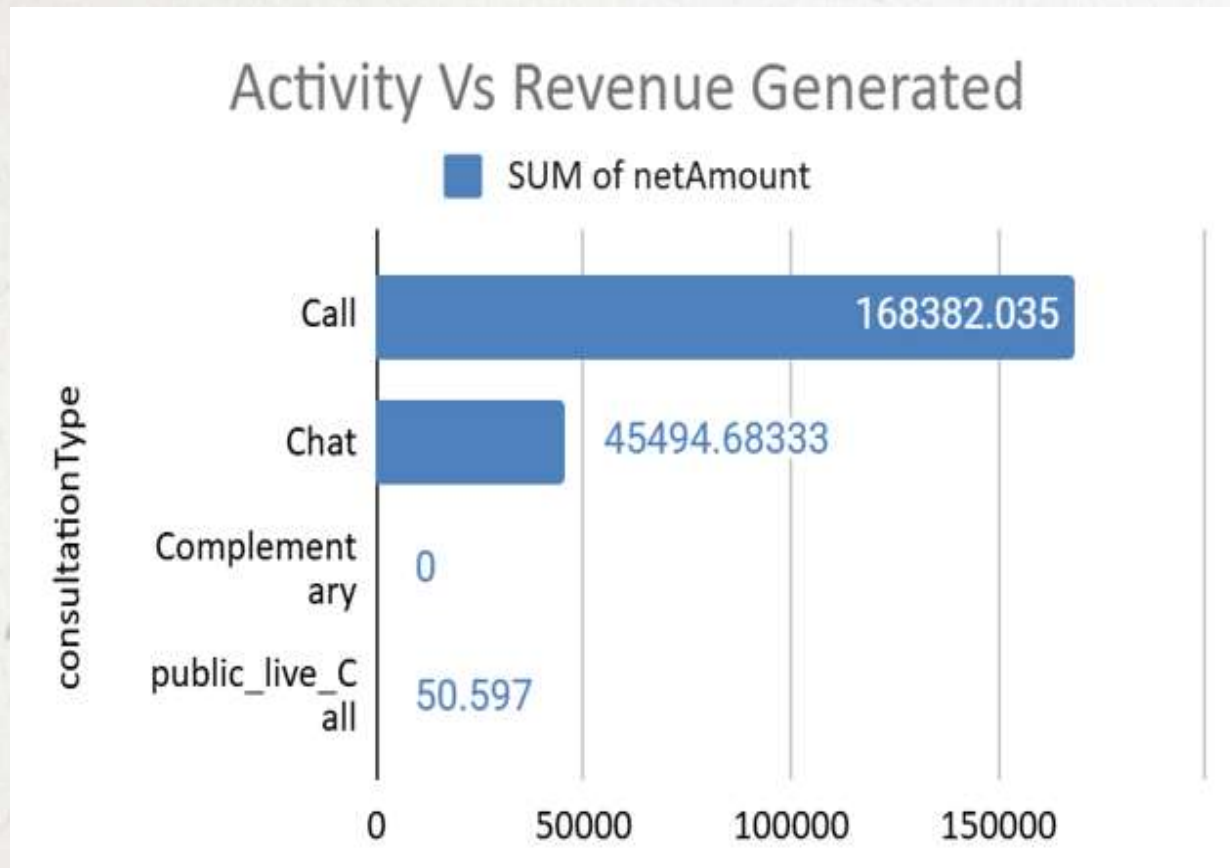 Activity Vs Revenue Generated
SUM of netAmount
consultationType
Call
168382.035
Chat
45494.68333
Complement
ary
0
public_live_C
all
50.597
0 50000 100000 150000